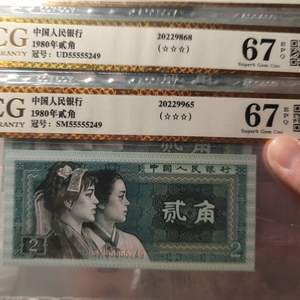 CG
RANTY
中国人民银行
1980年贰角
冠号：UD55555249
20229868
(☆☆☆)
67
EPQ
Superb Gem Unc
CG
RRANTY
中国人民银行
1980年贰角
冠号：SM55555249
20229965
(☆☆☆)
67
EPQ
Superb Gem Unc
中国人民银行
贰角
2
2